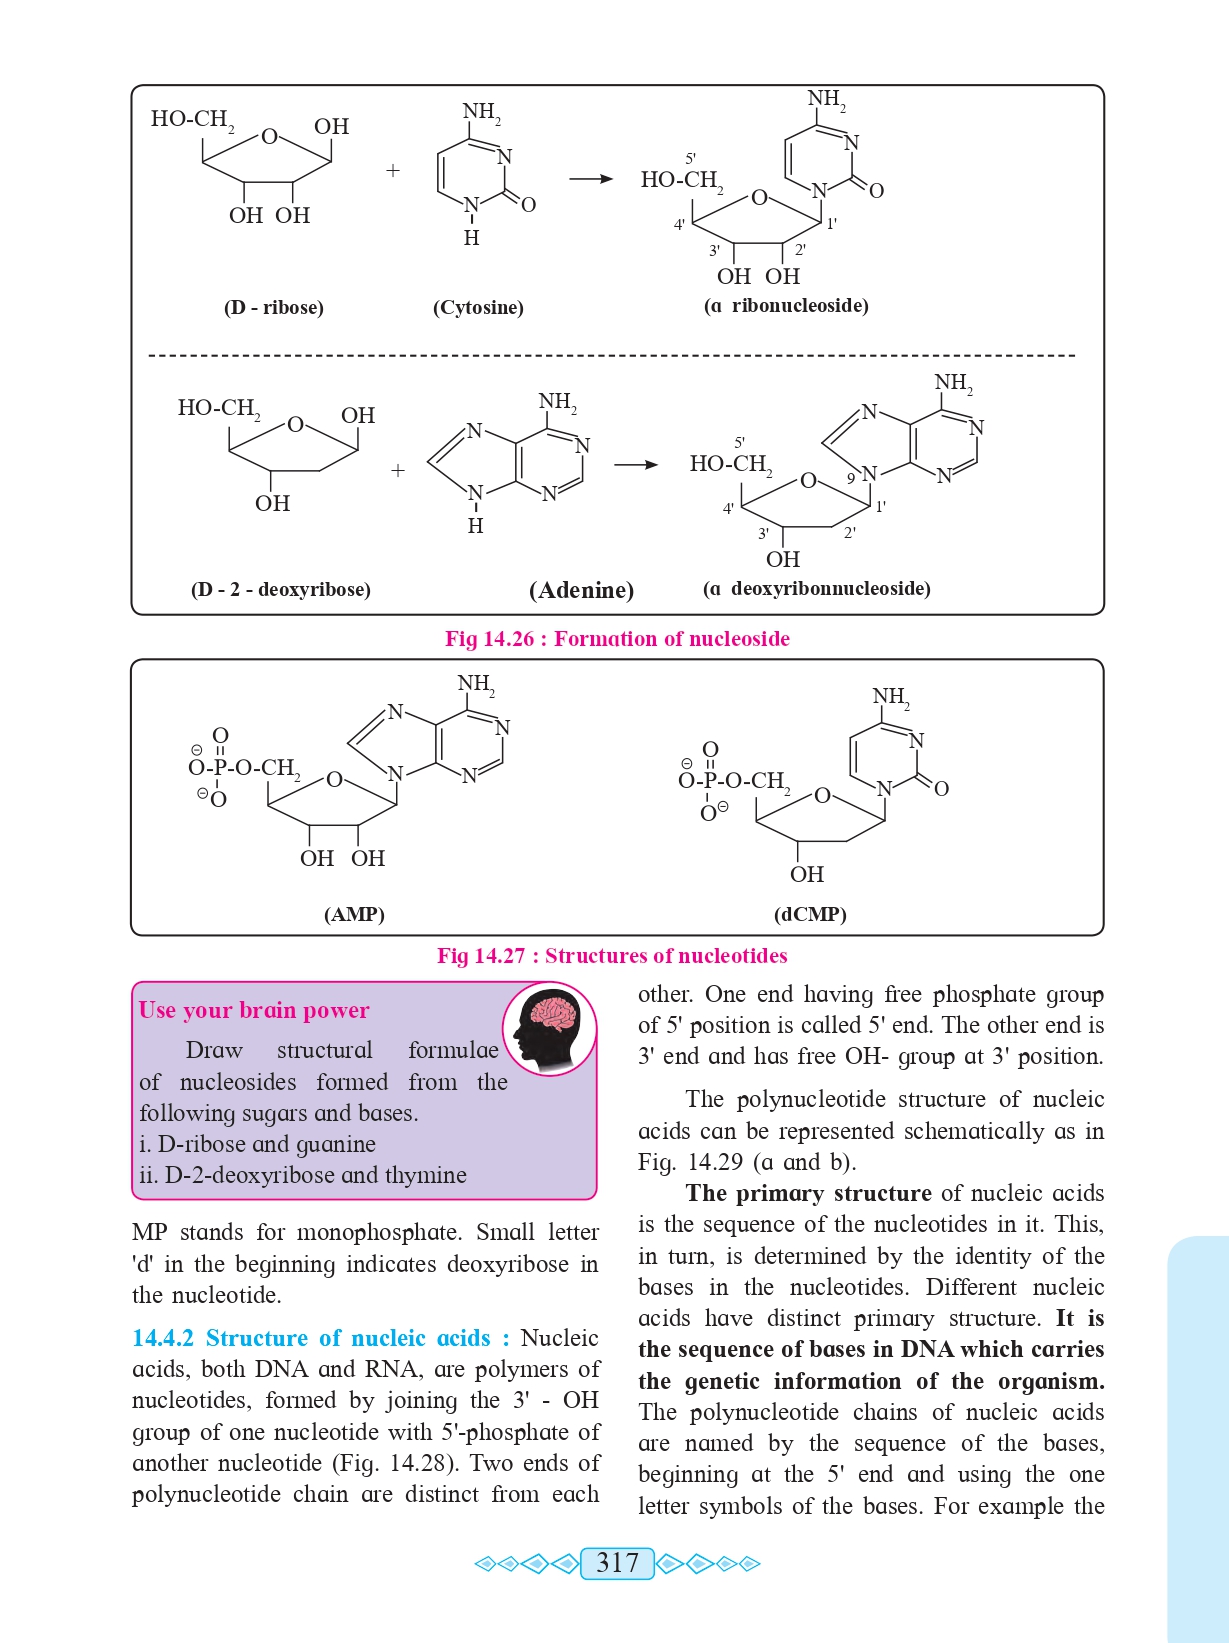 HO-CH2 O OH
OH OH
+
NH2
N
N O
H
NH2
N
5'
HO-CH2 O N O
4' 1'
3' 2'
OH OH
(D - ribose) (Cytosine) (α ribonucleoside)
HO-CH2 O OH
OH
+
NH2
N N
N N
H
NH2
N N
5'
HO-CH2 O 9 N N
4' 1'
3' 2'
OH
(D - 2 - deoxyribose) (Adenine) (α deoxyribonnucleoside)
Fig 14.26 : Formation of nucleoside
NH2
N N
O
⊖
O-P-O-CH2 O N N
⊖O
OH OH
(AMP)
NH2
N
O
⊖
O-P-O-CH2 O N O
O⊖
OH
(dCMP)
Fig 14.27 : Structures of nucleotides
Use your brain power
Draw structural formulae
of nucleosides formed from the
following sugars and bases.
i. D-ribose and guanine
ii. D-2-deoxyribose and thymine
MP stands for monophosphate. Small letter
'd' in the beginning indicates deoxyribose in
the nucleotide.
14.4.2 Structure of nucleic acids : Nucleic
acids, both DNA and RNA, are polymers of
nucleotides, formed by joining the 3' - OH
group of one nucleotide with 5'-phosphate of
another nucleotide (Fig. 14.28). Two ends of
polynucleotide chain are distinct from each
other. One end having free phosphate group
of 5' position is called 5' end. The other end is
3' end and has free OH- group at 3' position.
The polynucleotide structure of nucleic
acids can be represented schematically as in
Fig. 14.29 (a and b).
The primary structure of nucleic acids
is the sequence of the nucleotides in it. This,
in turn, is determined by the identity of the
bases in the nucleotides. Different nucleic
acids have distinct primary structure. It is
the sequence of bases in DNA which carries
the genetic information of the organism.
The polynucleotide chains of nucleic acids
are named by the sequence of the bases,
beginning at the 5' end and using the one
letter symbols of the bases. For example the
317